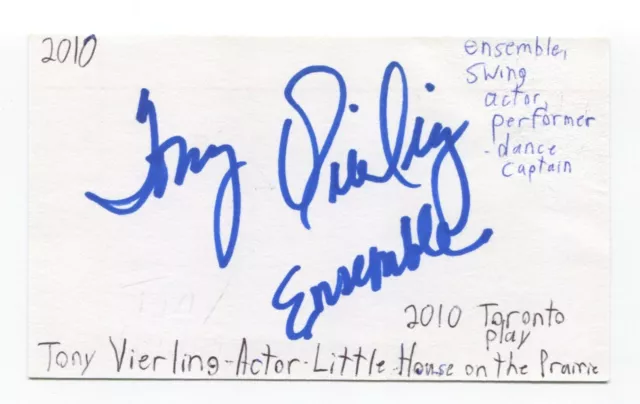 2010
ensemble,
swing
actor,
performer
-dance
captain
Tony Vierling
Ensemble
2010 Toronto
play
Tony Vierling-Actor-Little House on the Prairie